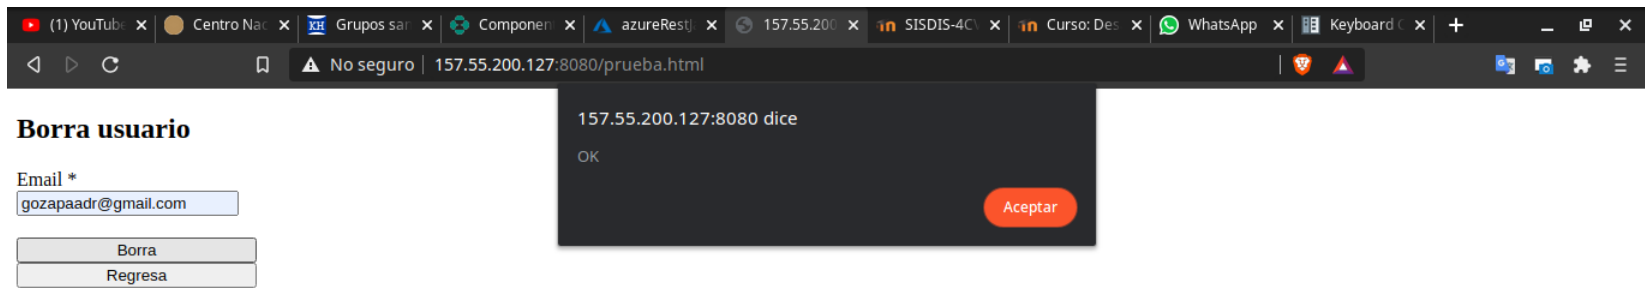 (1) YouTube
Centro Nac
Grupos san
Componen
azureRestJ
157.55.200
SISDIS-4CV
Curso: Des
WhatsApp
Keyboard C
No seguro
157.55.200.127:8080/prueba.html
157.55.200.127:8080 dice
OK
Aceptar
Borra usuario
Email *
gozapaadr@gmail.com
Borra
Regresa